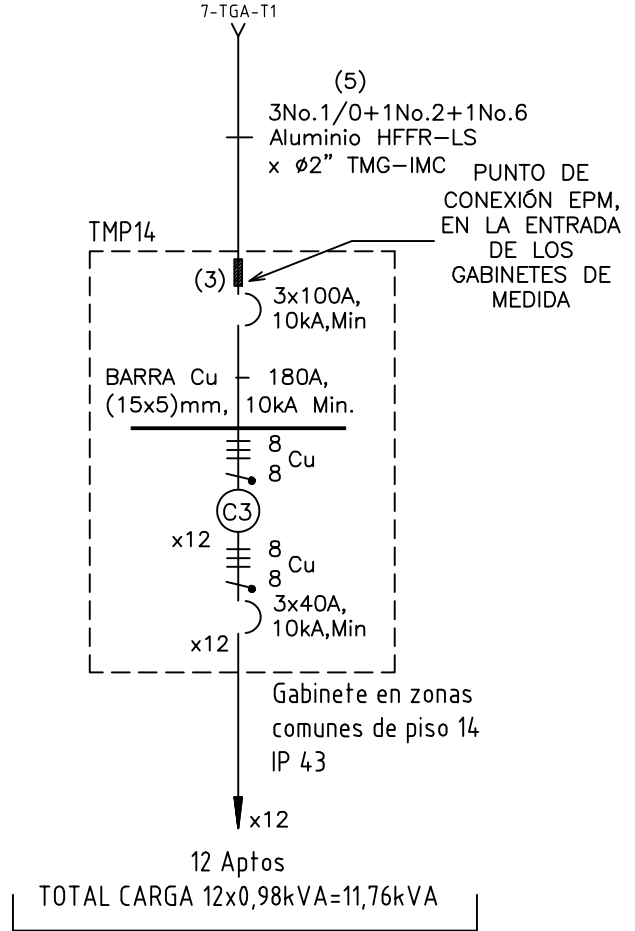 7-TGA-T1
(5)
3No.1/0+1No.2+1No.6
Aluminio HFFR-LS
x ø2" TMG-IMC
PUNTO DE
CONEXIÓN EPM,
EN LA ENTRADA
DE LOS
GABINETES DE
MEDIDA
TMP14
(3)
3x100A,
10kA,Min
BARRA Cu 180A,
(15x5)mm, 10kA Min.
8
Cu
8
C3
x12
8
Cu
8
3x40A,
10kA,Min
x12
Gabinete en zonas
comunes de piso 14
IP 43
x12
12 Aptos
TOTAL CARGA 12x0,98kVA=11,76kVA